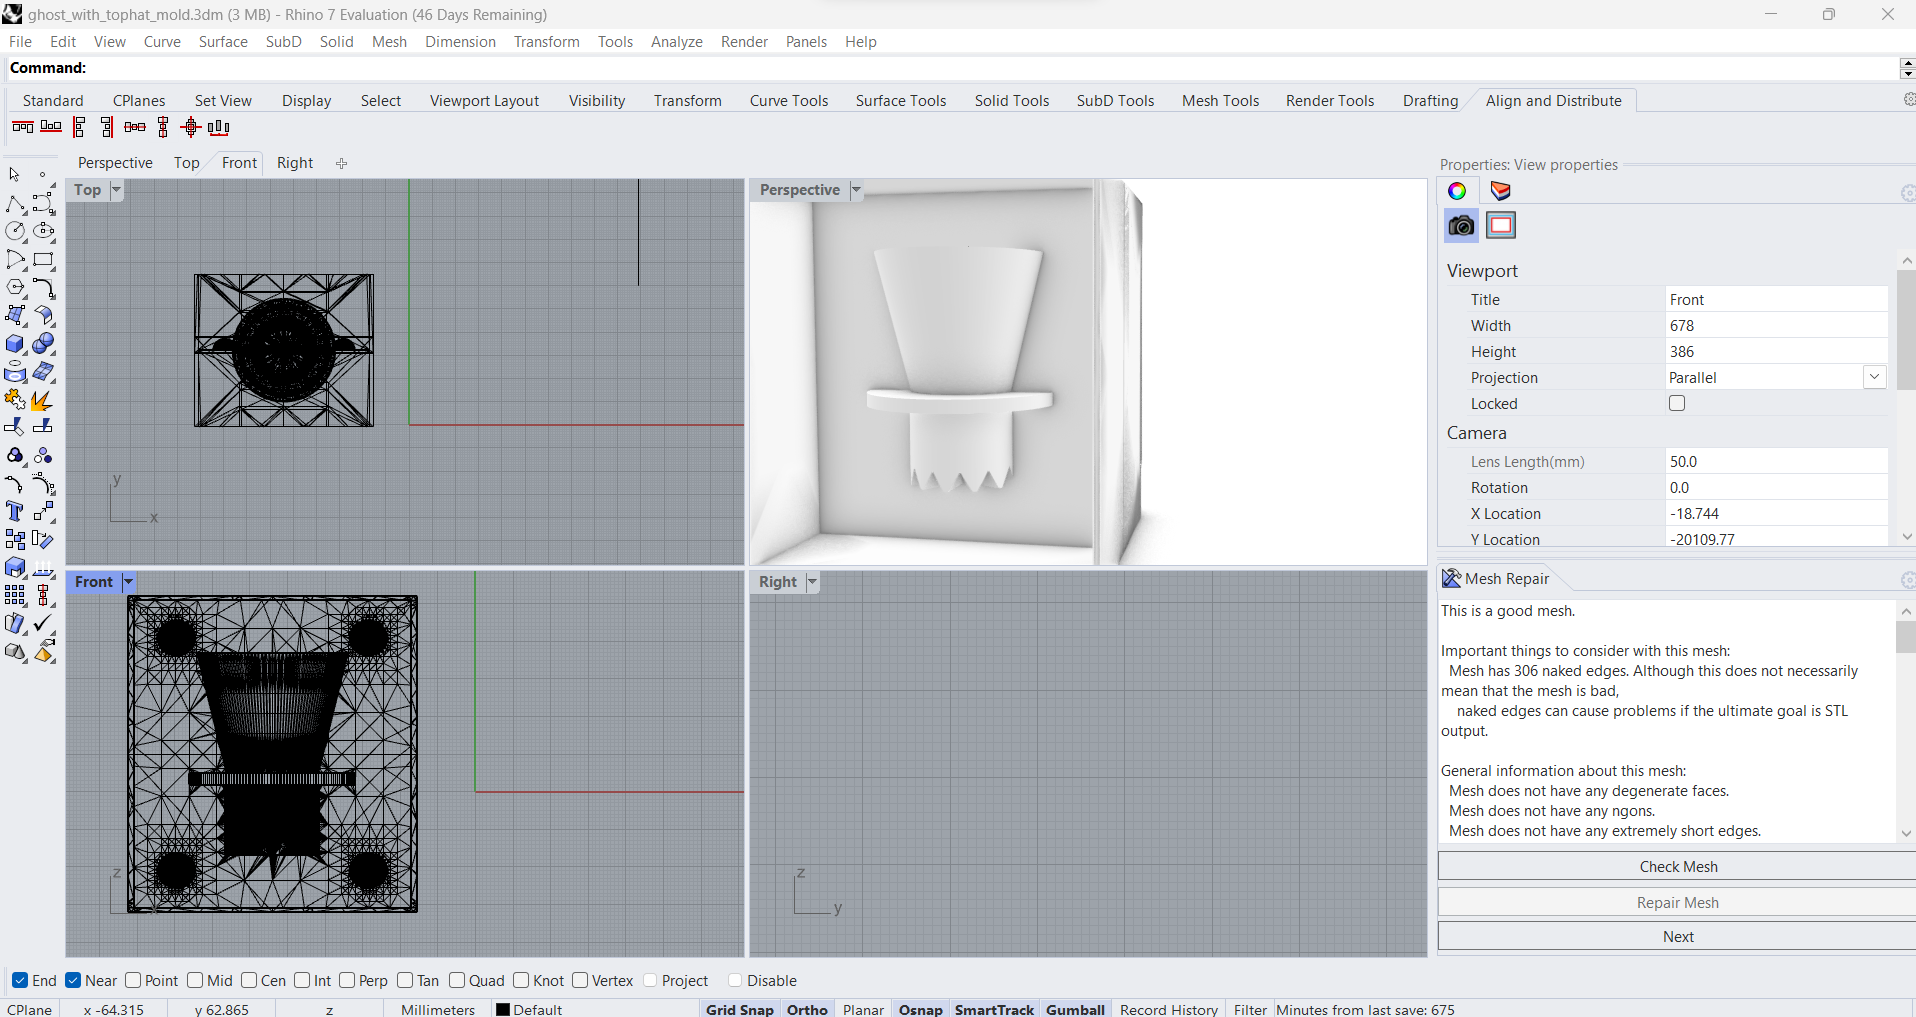 ghost_with_tophat_mold.3dm (3 MB) - Rhino 7 Evaluation (46 Days Remaining)
File Edit View Curve Surface SubD Solid Mesh Dimension Transform Tools Analyze Render Panels Help
Command:
Standard CPlanes Set View Display Select Viewport Layout Visibility Transform Curve Tools Surface Tools Solid Tools SubD Tools Mesh Tools Render Tools Drafting Align and Distribute
Perspective Top Front Right
Properties: View properties
Top
Perspective
Viewport
Title Front
Width 678
Height 386
Projection Parallel
Locked
Camera
Lens Length(mm) 50.0
Rotation 0.0
X Location -18.744
Y Location -20109.77
y
x
Front
Right
Mesh Repair
This is a good mesh.
Important things to consider with this mesh:
Mesh has 306 naked edges. Although this does not necessarily
mean that the mesh is bad,
naked edges can cause problems if the ultimate goal is STL
output.
General information about this mesh:
Mesh does not have any degenerate faces.
Mesh does not have any ngons.
Mesh does not have any extremely short edges.
z
x
z
y
Check Mesh
Repair Mesh
Next
End Near Point Mid Cen Int Perp Tan Quad Knot Vertex Project Disable
CPlane x -64.315 y 62.865 z Millimeters Default Grid Snap Ortho Planar Osnap SmartTrack Gumball Record History Filter Minutes from last save: 675